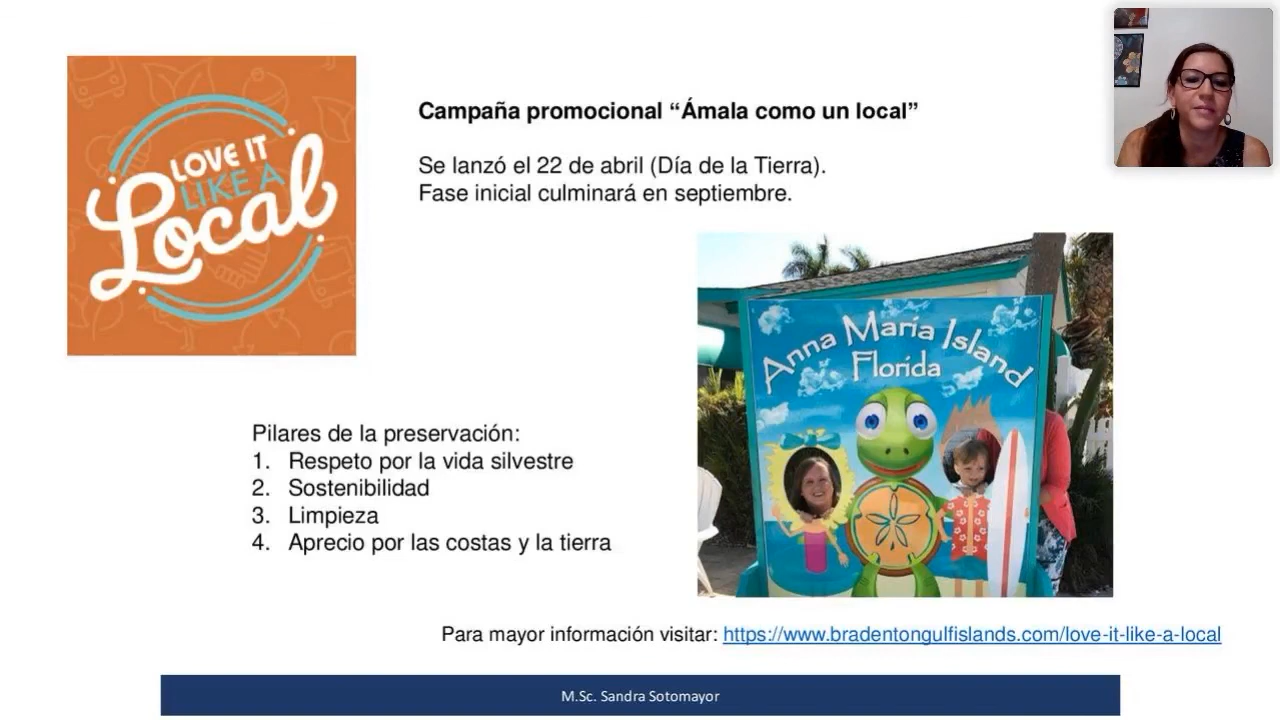 LOVE IT
LIKE A
Local
Campaña promocional “Ámala como un local”
Se lanzó el 22 de abril (Día de la Tierra).
Fase inicial culminará en septiembre.
Anna Maria Island
Florida
Pilares de la preservación:
1. Respeto por la vida silvestre
2. Sostenibilidad
3. Limpieza
4. Aprecio por las costas y la tierra
Para mayor información visitar: https://www.bradentongulfislands.com/love-it-like-a-local
M.Sc. Sandra Sotomayor